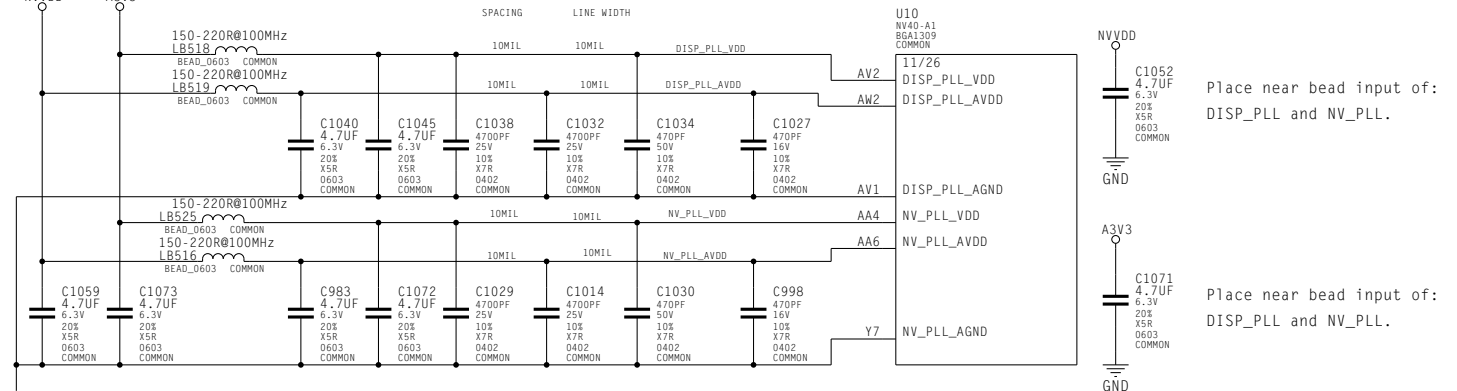 SPACING LINE WIDTH
U10
NV40-A1
BGA1309
COMMON
11/26
150-220R@100MHz
LB518
BEAD_0603 COMMON
10MIL 10MIL DISP_PLL_VDD
AV2 DISP_PLL_VDD
150-220R@100MHz
LB519
BEAD_0603 COMMON
10MIL 10MIL DISP_PLL_AVDD
AW2 DISP_PLL_AVDD
C1040
4.7UF
6.3V
20%
X5R
0603
COMMON
C1045
4.7UF
6.3V
20%
X5R
0603
COMMON
C1038
4700PF
25V
10%
X7R
0402
COMMON
C1032
4700PF
25V
10%
X7R
0402
COMMON
C1034
470PF
50V
10%
X7R
0402
COMMON
C1027
470PF
16V
10%
X7R
0402
COMMON
AV1 DISP_PLL_AGND
150-220R@100MHz
LB525
BEAD_0603 COMMON
10MIL 10MIL NV_PLL_VDD
AA4 NV_PLL_VDD
150-220R@100MHz
LB516
BEAD_0603 COMMON
10MIL 10MIL NV_PLL_AVDD
AA6 NV_PLL_AVDD
C1059
4.7UF
6.3V
20%
X5R
0603
COMMON
C1073
4.7UF
6.3V
20%
X5R
0603
COMMON
C983
4.7UF
6.3V
20%
X5R
0603
COMMON
C1072
4.7UF
6.3V
20%
X5R
0603
COMMON
C1029
4700PF
25V
10%
X7R
0402
COMMON
C1014
4700PF
25V
10%
X7R
0402
COMMON
C1030
470PF
50V
10%
X7R
0402
COMMON
C998
470PF
16V
10%
X7R
0402
COMMON
Y7 NV_PLL_AGND
NVVDD
C1052
4.7UF
6.3V
20%
X5R
0603
COMMON
GND
Place near bead input of:
DISP_PLL and NV_PLL.
A3V3
C1071
4.7UF
6.3V
20%
X5R
0603
COMMON
GND
Place near bead input of:
DISP_PLL and NV_PLL.